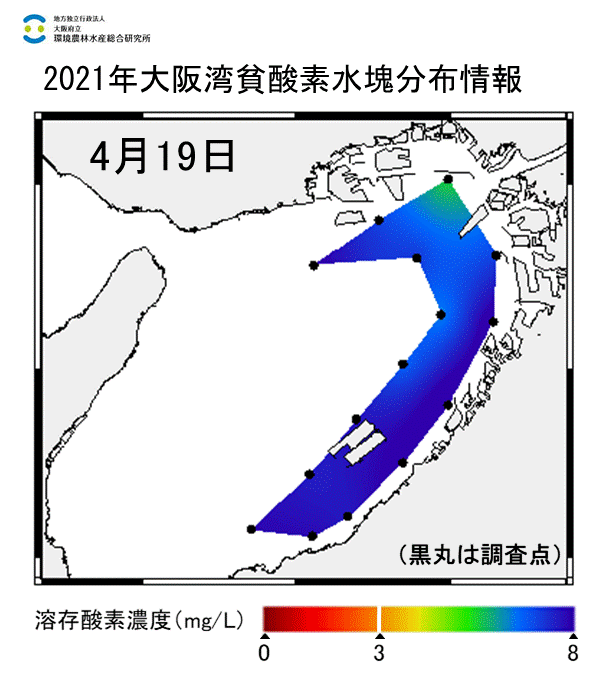 地方独立行政法人
大阪府立
環境農林水産総合研究所
2021年大阪湾貧酸素水塊分布情報
4月19日
(黒丸は調査点)
溶存酸素濃度(mg/L)
0 3 8